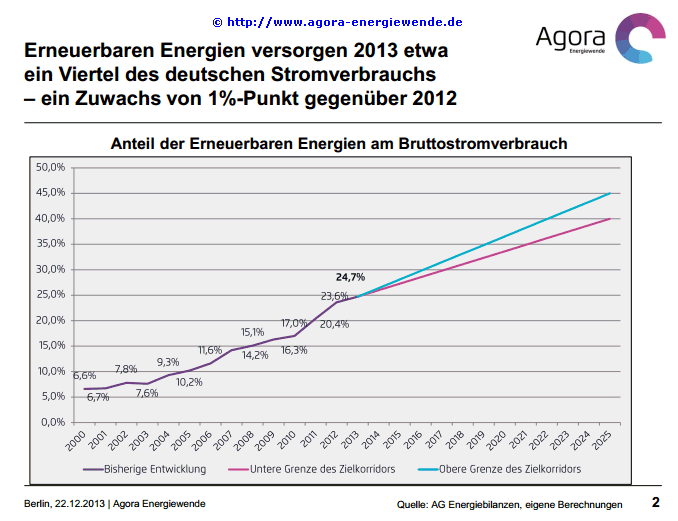 © http://www.agora-energiewende.de
Erneuerbaren Energien versorgen 2013 etwa
ein Viertel des deutschen Stromverbrauchs
– ein Zuwachs von 1%-Punkt gegenüber 2012
Agora
Energiewende
Anteil der Erneuerbaren Energien am Bruttostromverbrauch
50,0%
45,0%
40,0%
35,0%
30,0%
25,0%
20,0%
15,0%
10,0%
5,0%
0,0%
6,6%
6,7%
7,8%
7,6%
9,3%
10,2%
11,6%
14,2%
15,1%
16,3%
17,0%
20,4%
23,6%
24,7%
2000 2001 2002 2003 2004 2005 2006 2007 2008 2009 2010 2011 2012 2013 2014 2015 2016 2017 2018 2019 2020 2021 2022 2023 2024 2025
Bisherige Entwicklung Untere Grenze des Zielkorridors Obere Grenze des Zielkorridors
Berlin, 22.12.2013 | Agora Energiewende Quelle: AG Energiebilanzen, eigene Berechnungen 2